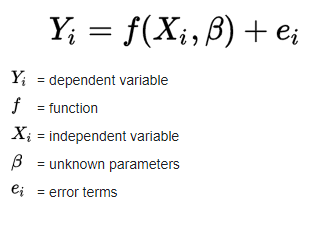 Yᵢ = f(Xᵢ, β) + eᵢ
Yᵢ = dependent variable
f = function
Xᵢ = independent variable
β = unknown parameters
eᵢ = error terms